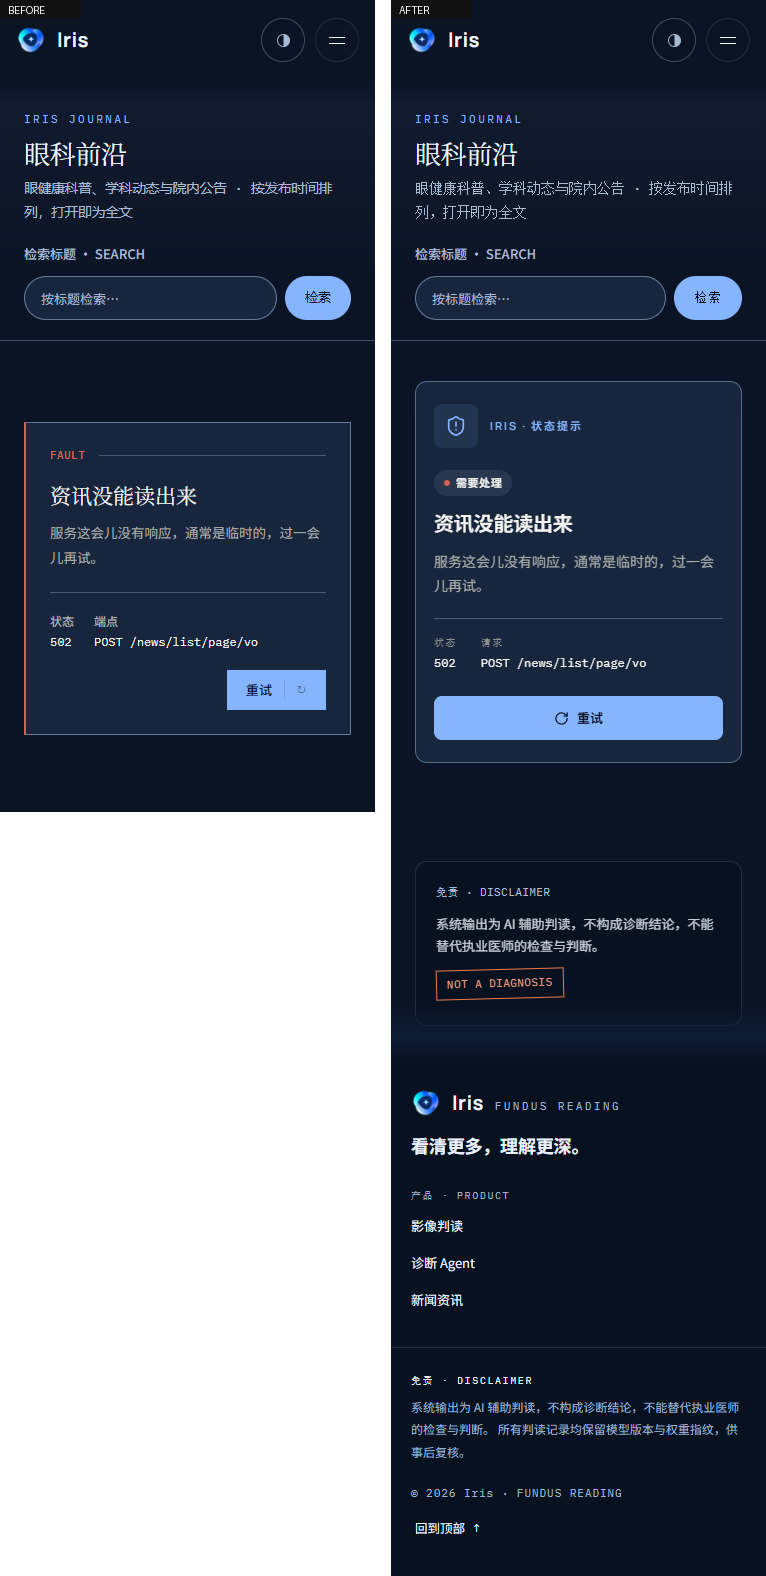 BEFORE
Iris
IRIS JOURNAL
眼科前沿
眼健康科普、学科动态与院内公告 · 按发布时间排
列，打开即为全文
检索标题 • SEARCH
按标题检索…
检索
FAULT
资讯没能读出来
服务这会儿没有响应，通常是临时的，过一会
儿再试。
状态 端点
502 POST /news/list/page/vo
重试 ↻
AFTER
Iris
IRIS JOURNAL
眼科前沿
眼健康科普、学科动态与院内公告 · 按发布时间排
列，打开即为全文
检索标题 • SEARCH
按标题检索…
检索
IRIS · 状态提示
需要处理
资讯没能读出来
服务这会儿没有响应，通常是临时的，过一会
儿再试。
状态 请求
502 POST /news/list/page/vo
重试
免责 · DISCLAIMER
系统输出为 AI 辅助判读，不构成诊断结论，不能
替代执业医师的检查与判断。
NOT A DIAGNOSIS
Iris FUNDUS READING
看清更多，理解更深。
产品 · PRODUCT
影像判读
诊断 Agent
新闻资讯
免责 · DISCLAIMER
系统输出为 AI 辅助判读，不构成诊断结论，不能替代执业医师
的检查与判断。 所有判读记录均保留模型版本与权重指纹，供
事后复核。
© 2026 Iris · FUNDUS READING
回到顶部 ↑